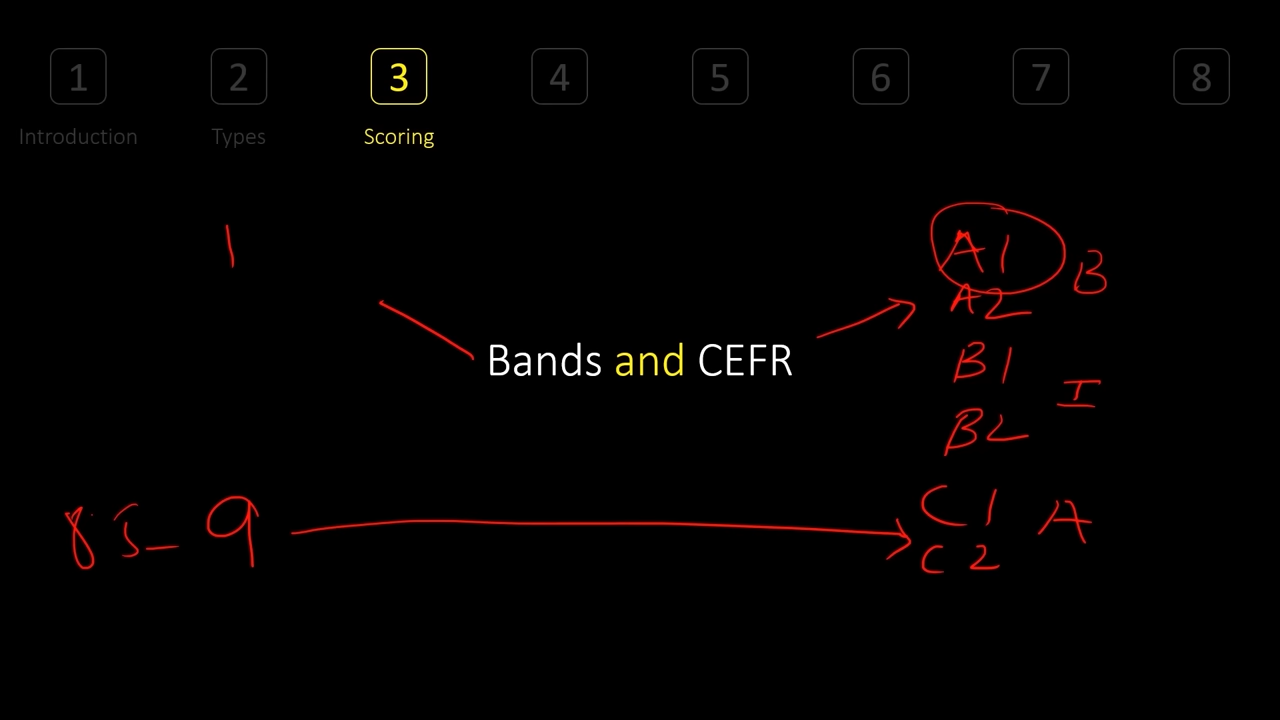 1 2 3 4 5 6 7 8
Introduction Types Scoring
1 A1 B
A2
Bands and CEFR B1
I
B2
8.5 - 9 C1 A
C2